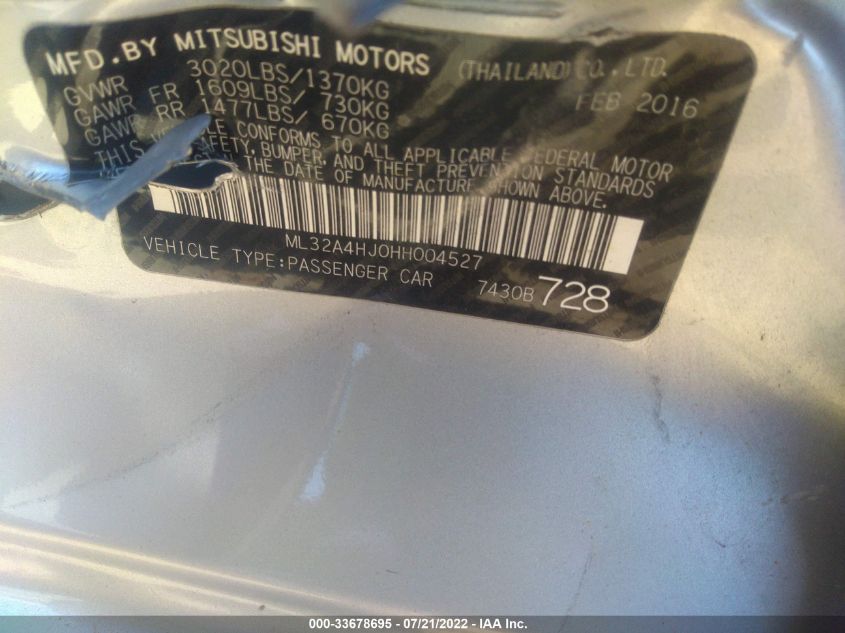 MFD.BY MITSUBISHI MOTORS (THAILAND) CO., LTD.
GVWR 3020LBS/1370KG FEB 2016
GAWR FR 1609LBS/ 730KG
GAWR RR 1477LBS/ 670KG
THIS CONFORMS TO ALL APPLICABLE FEDERAL MOTOR
SAFETY, BUMPER, AND THEFT PREVENTION STANDARDS
THE DATE OF MANUFACTURE SHOWN ABOVE.
ML32A4HJ0HH004527
VEHICLE TYPE:PASSENGER CAR 7430B 728
000-33678695 - 07/21/2022 - IAA Inc.